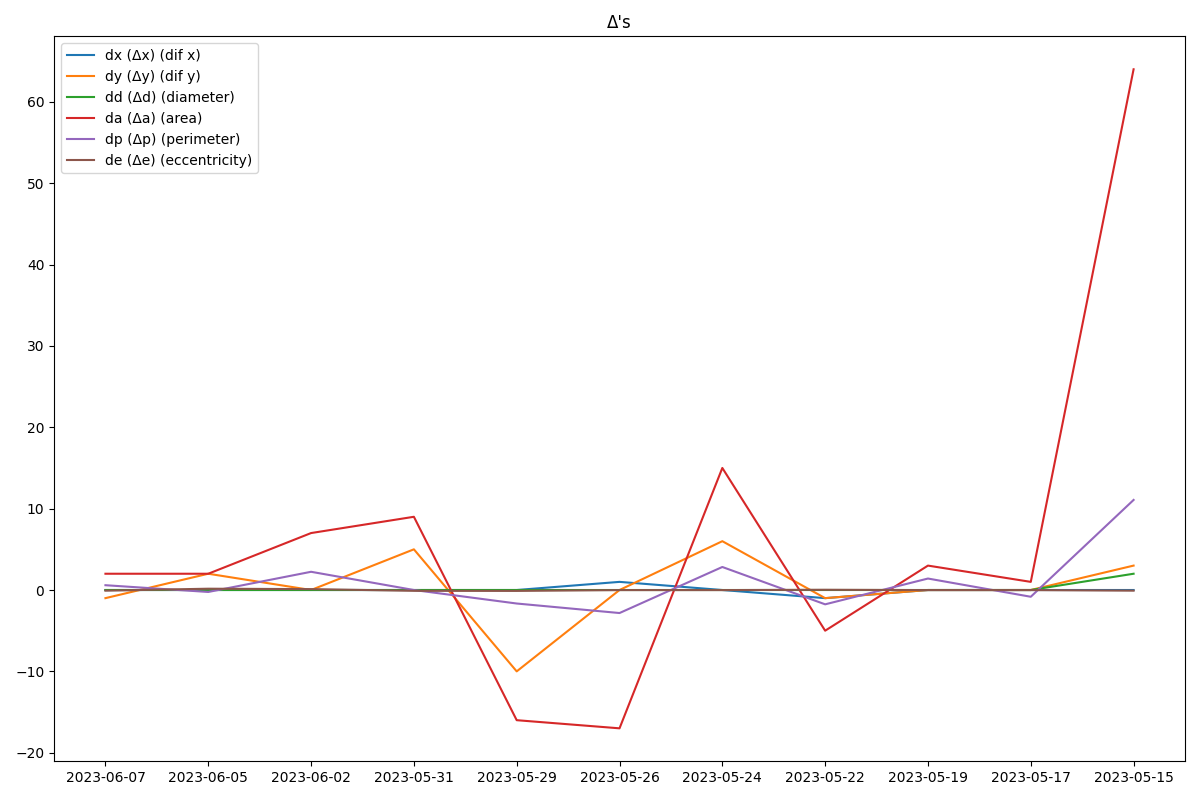 Δ's
dx (Δx) (dif x)
dy (Δy) (dif y)
dd (Δd) (diameter)
da (Δa) (area)
dp (Δp) (perimeter)
de (Δe) (eccentricity)
60
50
40
30
20
10
0
−10
−20
2023-06-07 2023-06-05 2023-06-02 2023-05-31 2023-05-29 2023-05-26 2023-05-24 2023-05-22 2023-05-19 2023-05-17 2023-05-15